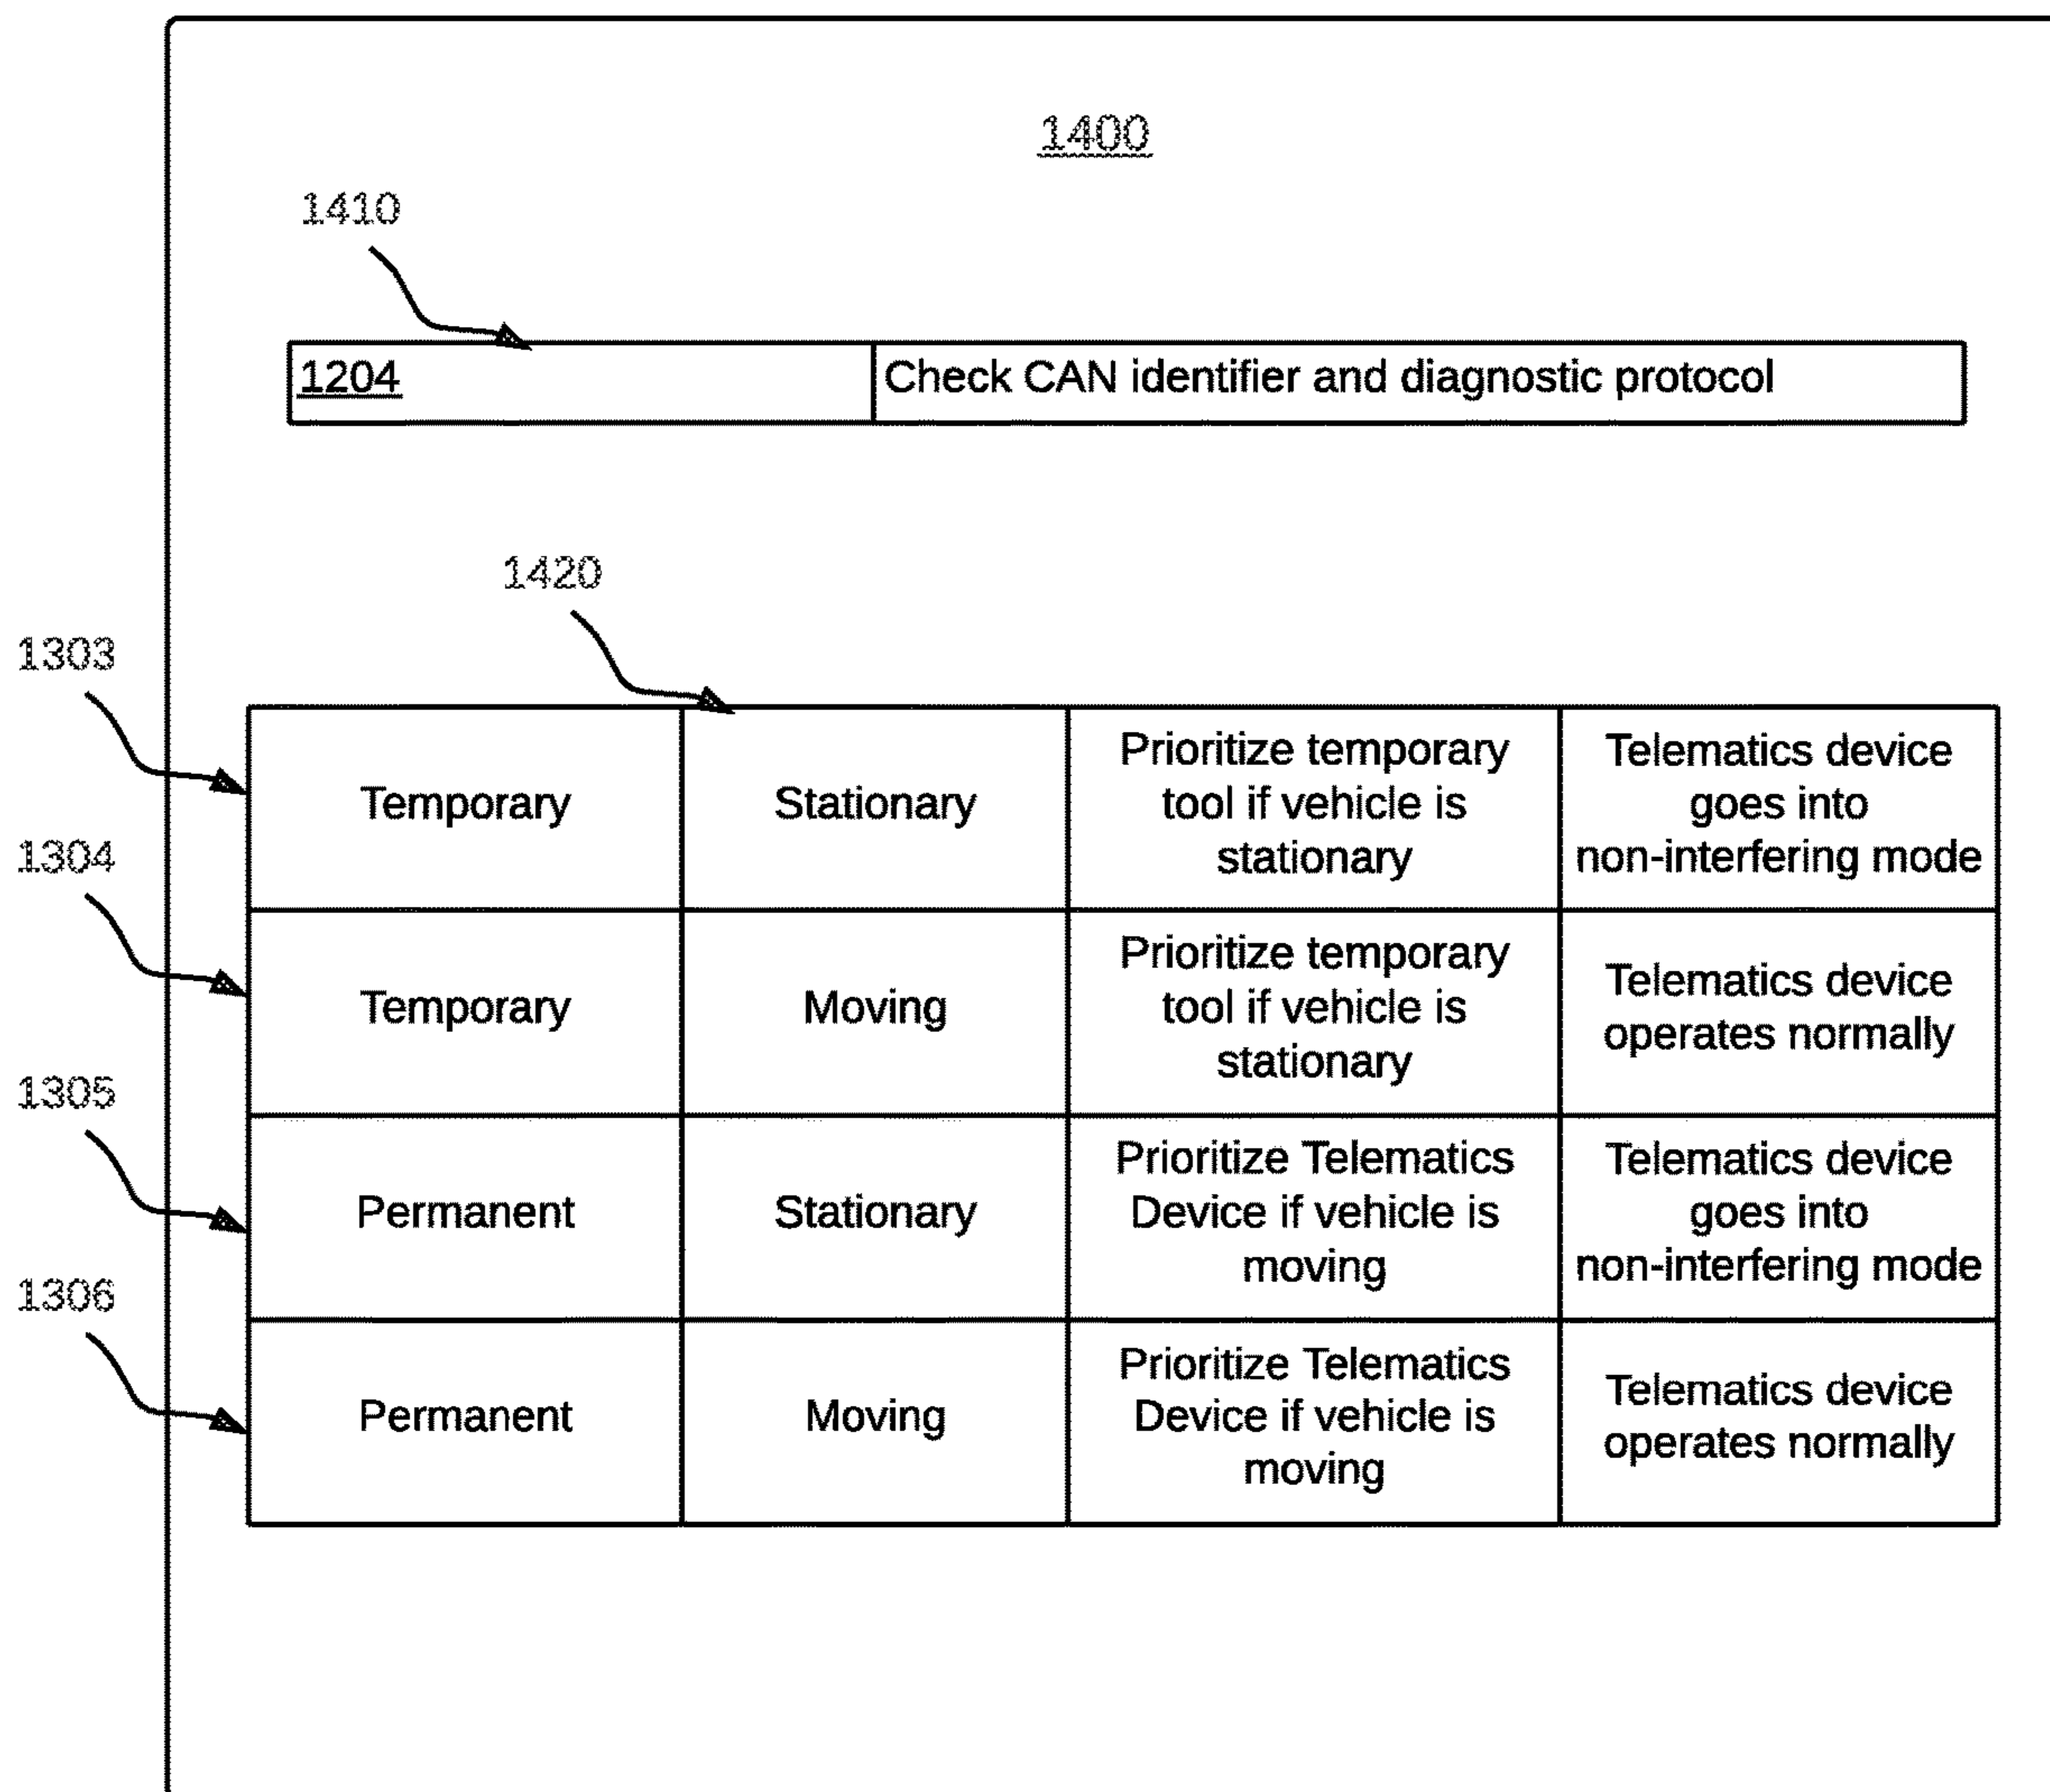 1400
1410
1204 Check CAN identifier and diagnostic protocol
1420
1303
Temporary
Stationary
Prioritize temporary
tool if vehicle is
stationary
Telematics device
goes into
non-interfering mode
1304
Temporary
Moving
Prioritize temporary
tool if vehicle is
stationary
Telematics device
operates normally
1305
Permanent
Stationary
Prioritize Telematics
Device if vehicle is
moving
Telematics device
goes into
non-interfering mode
1306
Permanent
Moving
Prioritize Telematics
Device if vehicle is
moving
Telematics device
operates normally